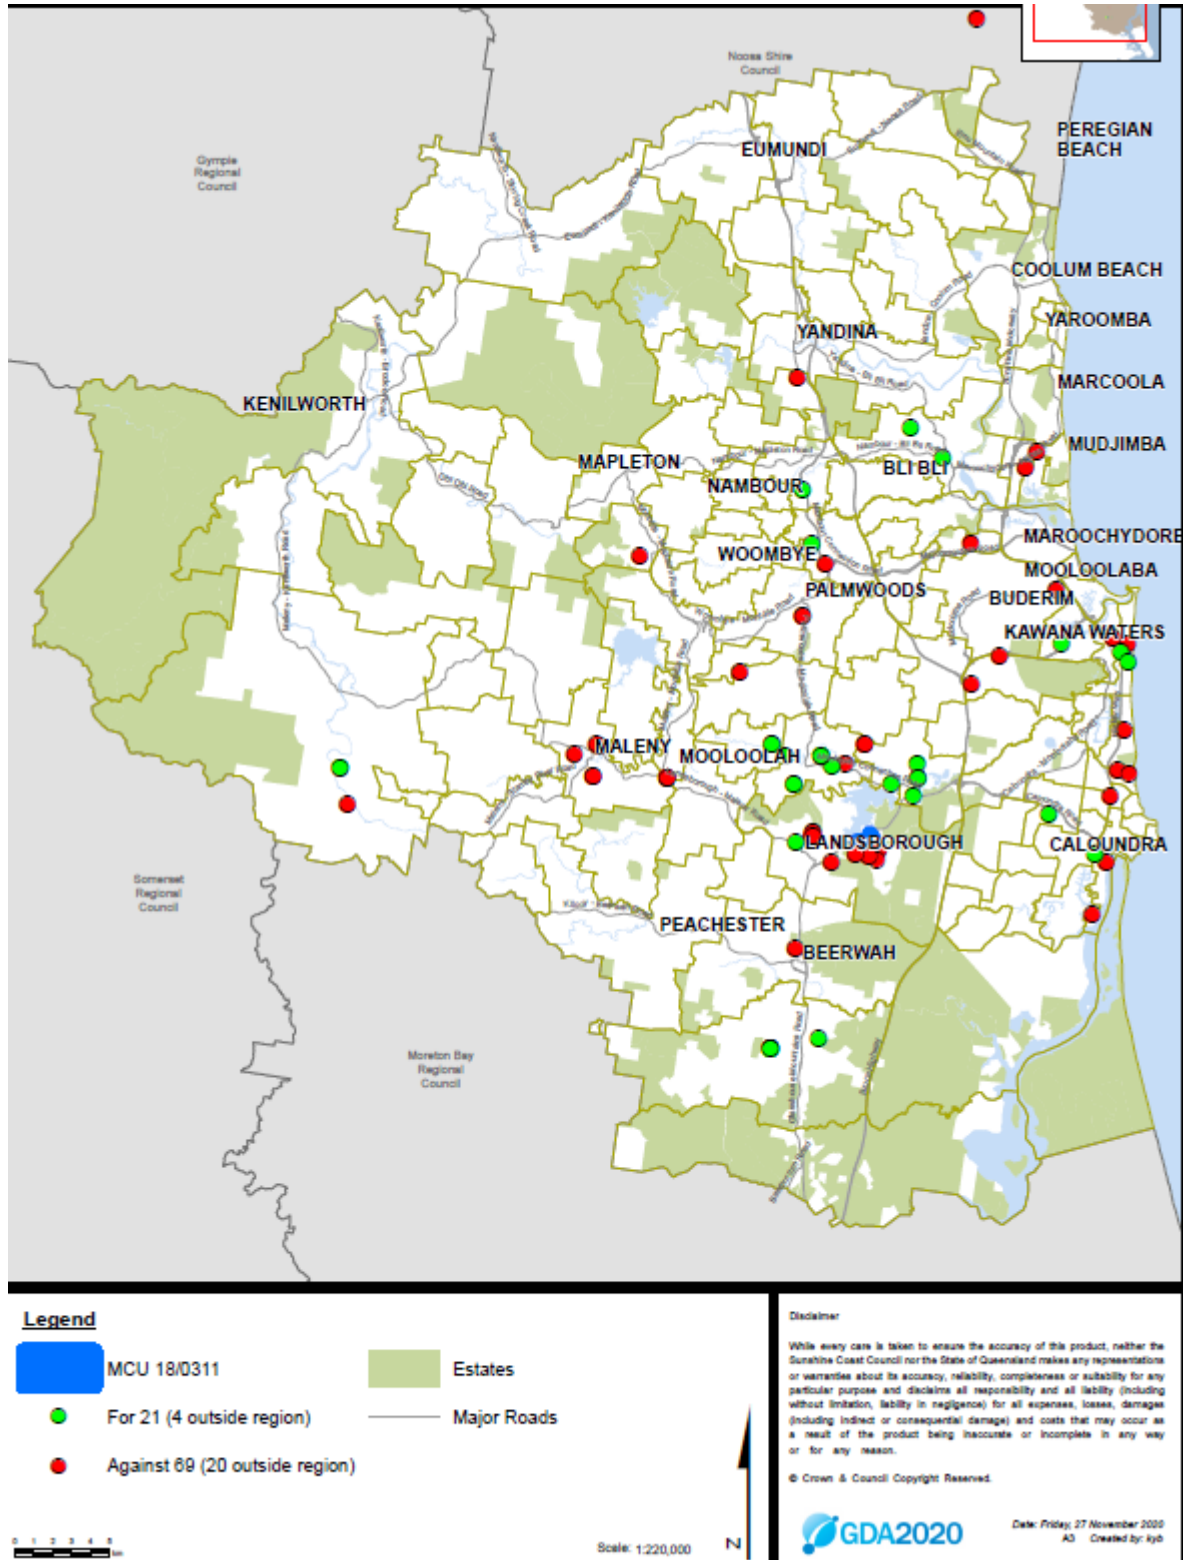 Noosa Shire
Council
PEREGIAN
BEACH
EUMUNDI
Gympie
Regional
Council
COOLUM BEACH
YAROOMBA
YANDINA
MARCOOLA
KENILWORTH
MUDJIMBA
MAPLETON
BLI BLI
NAMBOUR
MAROOCHYDORE
WOOMBYE
MOOLOOLABA
PALMWOODS
BUDERIM
KAWANA WATERS
MALENY
MOOLOOLAH
LANDSBOROUGH
CALOUNDRA
Somerset
Regional
Council
PEACHESTER
BEERWAH
Moreton Bay
Regional
Council
Legend
MCU 18/0311
Estates
For 21 (4 outside region)
Major Roads
Against 69 (20 outside region)
0 1 2 3 4 5
km
Scale: 1:220,000
N
Disclaimer
While every care is taken to ensure the accuracy of this product, neither the
Sunshine Coast Council nor the State of Queensland makes any representations
or warranties about its accuracy, reliability, completeness or suitability for any
particular purpose and disclaims all responsibility and all liability (including
without limitation, liability in negligence) for all expenses, losses, damages
(including indirect or consequential damage) and costs that may occur as
a result of the product being inaccurate or incomplete in any way
or for any reason.
© Crown & Council Copyright Reserved.
GDA2020
Date: Friday, 27 November 2020
A3 Created by: kyb